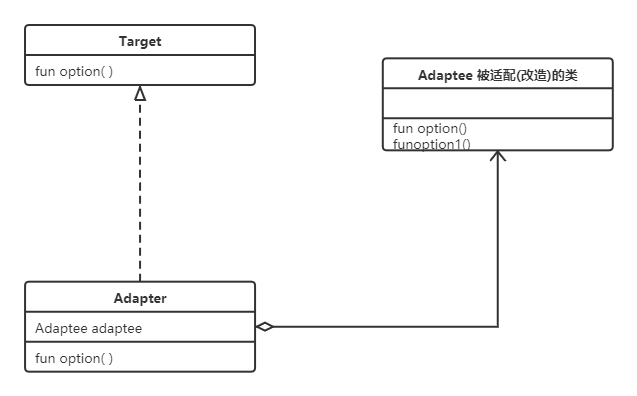 Target
fun option( )
Adaptee 被适配(改造)的类
fun option()
funoption1()
Adapter
Adaptee adaptee
fun option( )